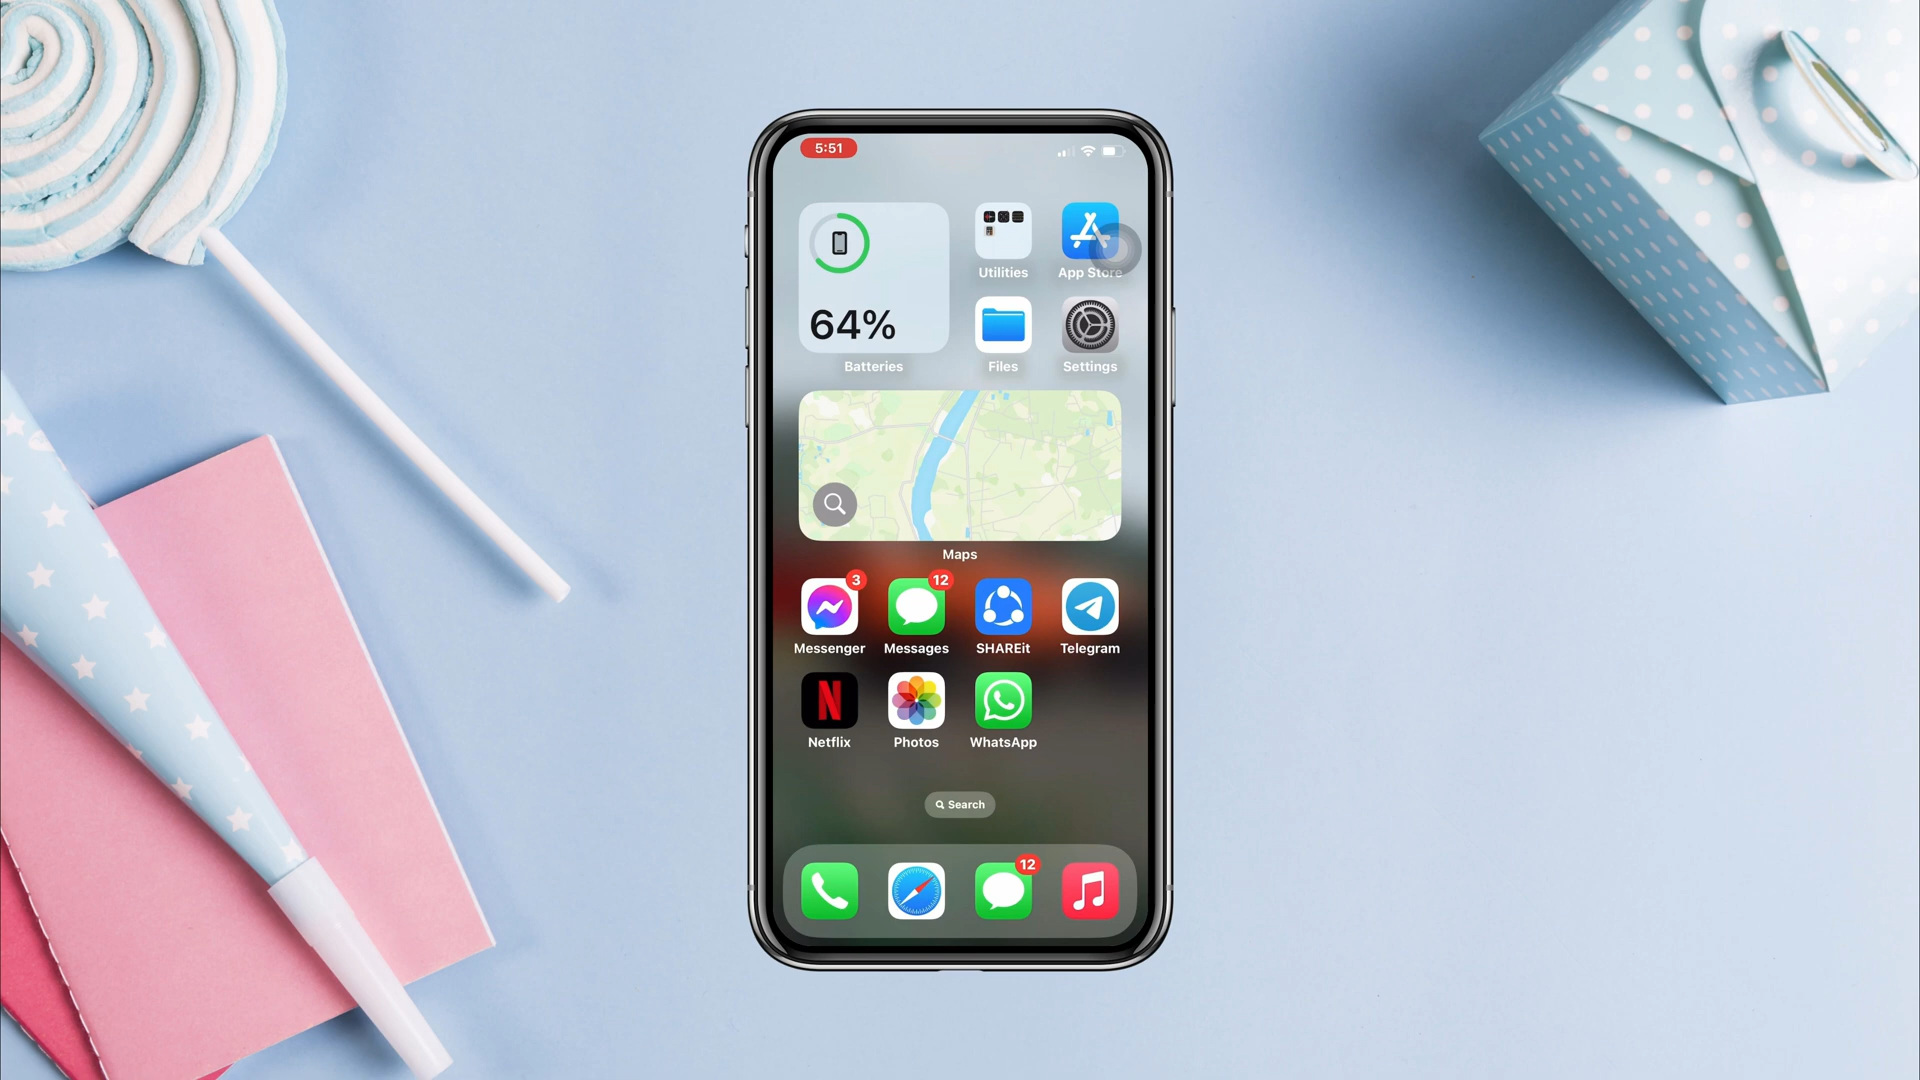 5:51
64%
Batteries
Utilities
App Store
Files
Settings
Maps
3
12
Messenger
Messages
SHAREit
Telegram
N
Netflix
Photos
WhatsApp
Search
12